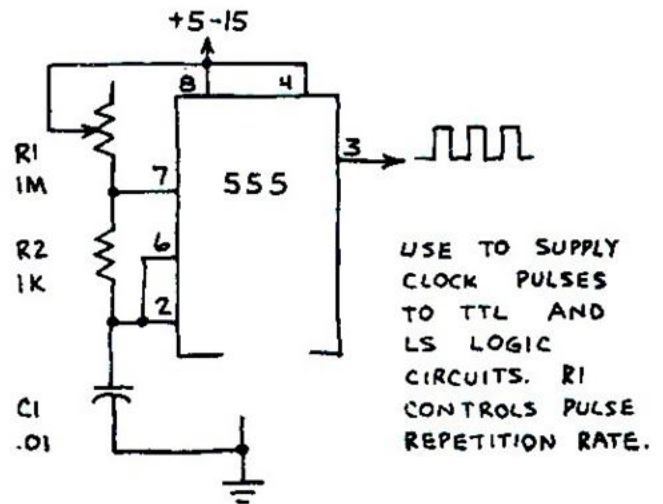 +5-15
8
4
3
R1
1M
7
555
6
R2
1K
2
C1
.01
USE TO SUPPLY
CLOCK PULSES
TO TTL AND
LS LOGIC
CIRCUITS. R1
CONTROLS PULSE
REPETITION RATE.